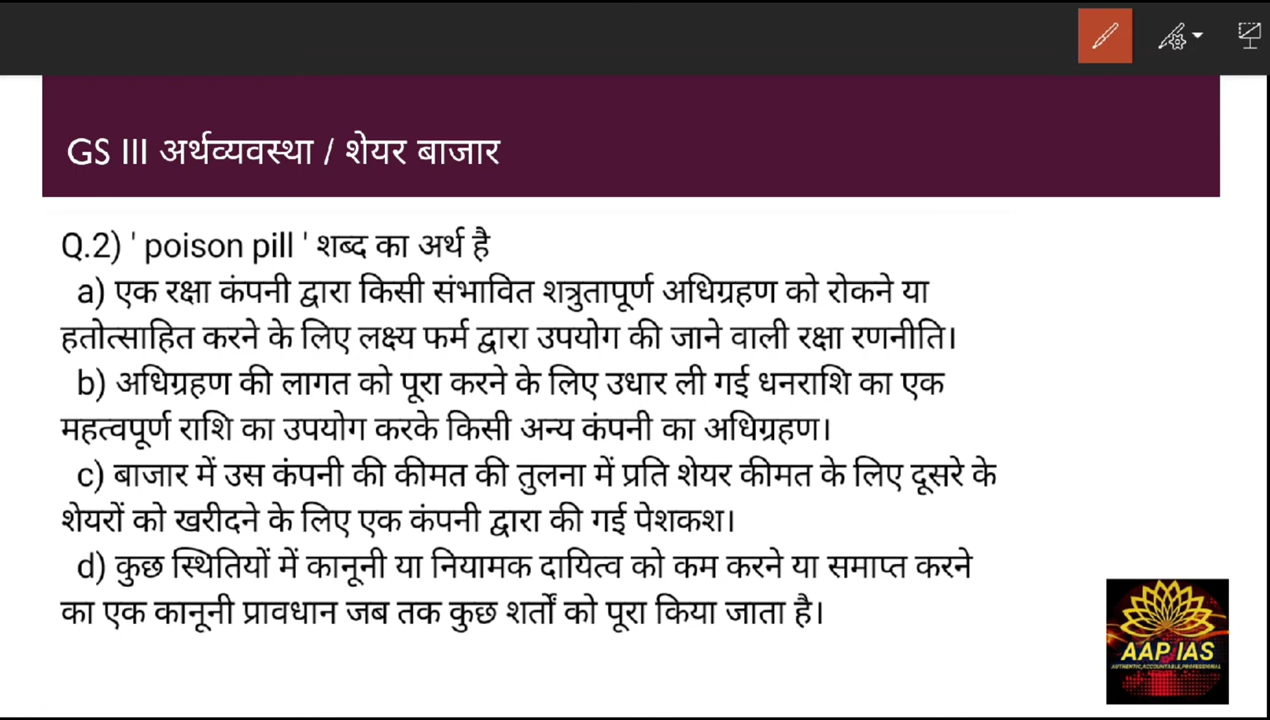 GS III अर्थव्यवस्था / शेयर बाजार
Q.2) ' poison pill ' शब्द का अर्थ है
a) एक रक्षा कंपनी द्वारा किसी संभावित शत्रुतापूर्ण अधिग्रहण को रोकने या
हतोत्साहित करने के लिए लक्ष्य फर्म द्वारा उपयोग की जाने वाली रक्षा रणनीति।
b) अधिग्रहण की लागत को पूरा करने के लिए उधार ली गई धनराशि का एक
महत्वपूर्ण राशि का उपयोग करके किसी अन्य कंपनी का अधिग्रहण।
c) बाजार में उस कंपनी की कीमत की तुलना में प्रति शेयर कीमत के लिए दूसरे के
शेयरों को खरीदने के लिए एक कंपनी द्वारा की गई पेशकश।
d) कुछ स्थितियों में कानूनी या नियामक दायित्व को कम करने या समाप्त करने
का एक कानूनी प्रावधान जब तक कुछ शर्तों को पूरा किया जाता है।
AAP IAS
AUTHENTIC,ACCOUNTABLE,PROFESSIONAL